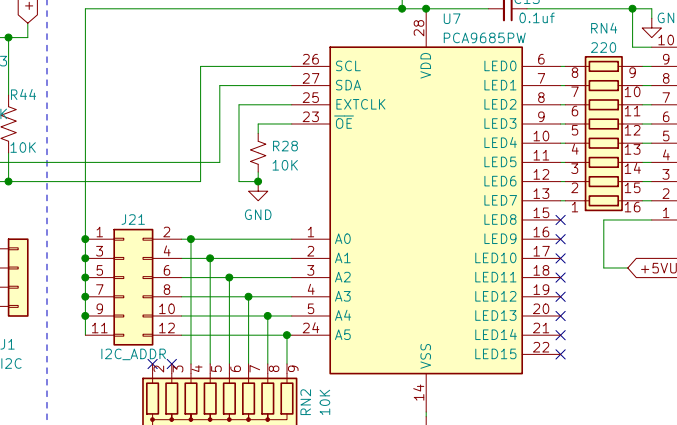 C13
0.1uf
GND
U7
PCA9685PW
28
VDD
RN4
220
26 SCL
27 SDA
25 EXTCLK
23 OE
R28
10K
GND
R44
10K
3
K
LED0 6
LED1 7
LED2 8
LED3 9
LED4 10
LED5 11
LED6 12
LED7 13
LED8 15
LED9 16
LED10 17
LED11 18
LED12 19
LED13 20
LED14 21
LED15 22
8 9
7 10
6 11
5 12
4 13
3 14
2 15
1 16
10
9
8
7
6
5
4
3
2
1
+5VU
J21
1 2
3 4
5 6
7 8
9 10
11 12
I2C_ADDR
1 A0
2 A1
3 A2
4 A3
5 A4
24 A5
VSS
14
2 3 4 5 6 7 8 9
RN2
10K
J1
I2C